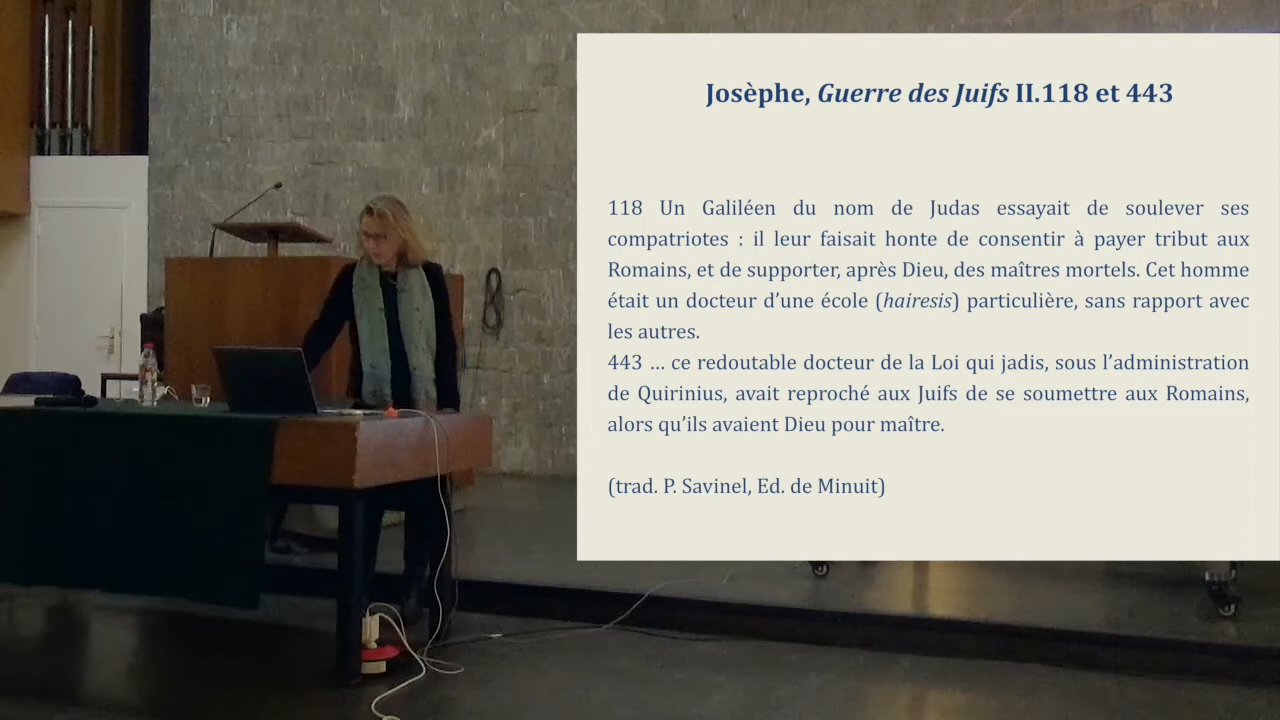 Josèphe, Guerre des Juifs II.118 et 443
118 Un Galiléen du nom de Judas essayait de soulever ses
compatriotes : il leur faisait honte de consentir à payer tribut aux
Romains, et de supporter, après Dieu, des maîtres mortels. Cet homme
était un docteur d’une école (hairesis) particulière, sans rapport avec
les autres.
443 … ce redoutable docteur de la Loi qui jadis, sous l’administration
de Quirinius, avait reproché aux Juifs de se soumettre aux Romains,
alors qu’ils avaient Dieu pour maître.
(trad. P. Savinel, Ed. de Minuit)